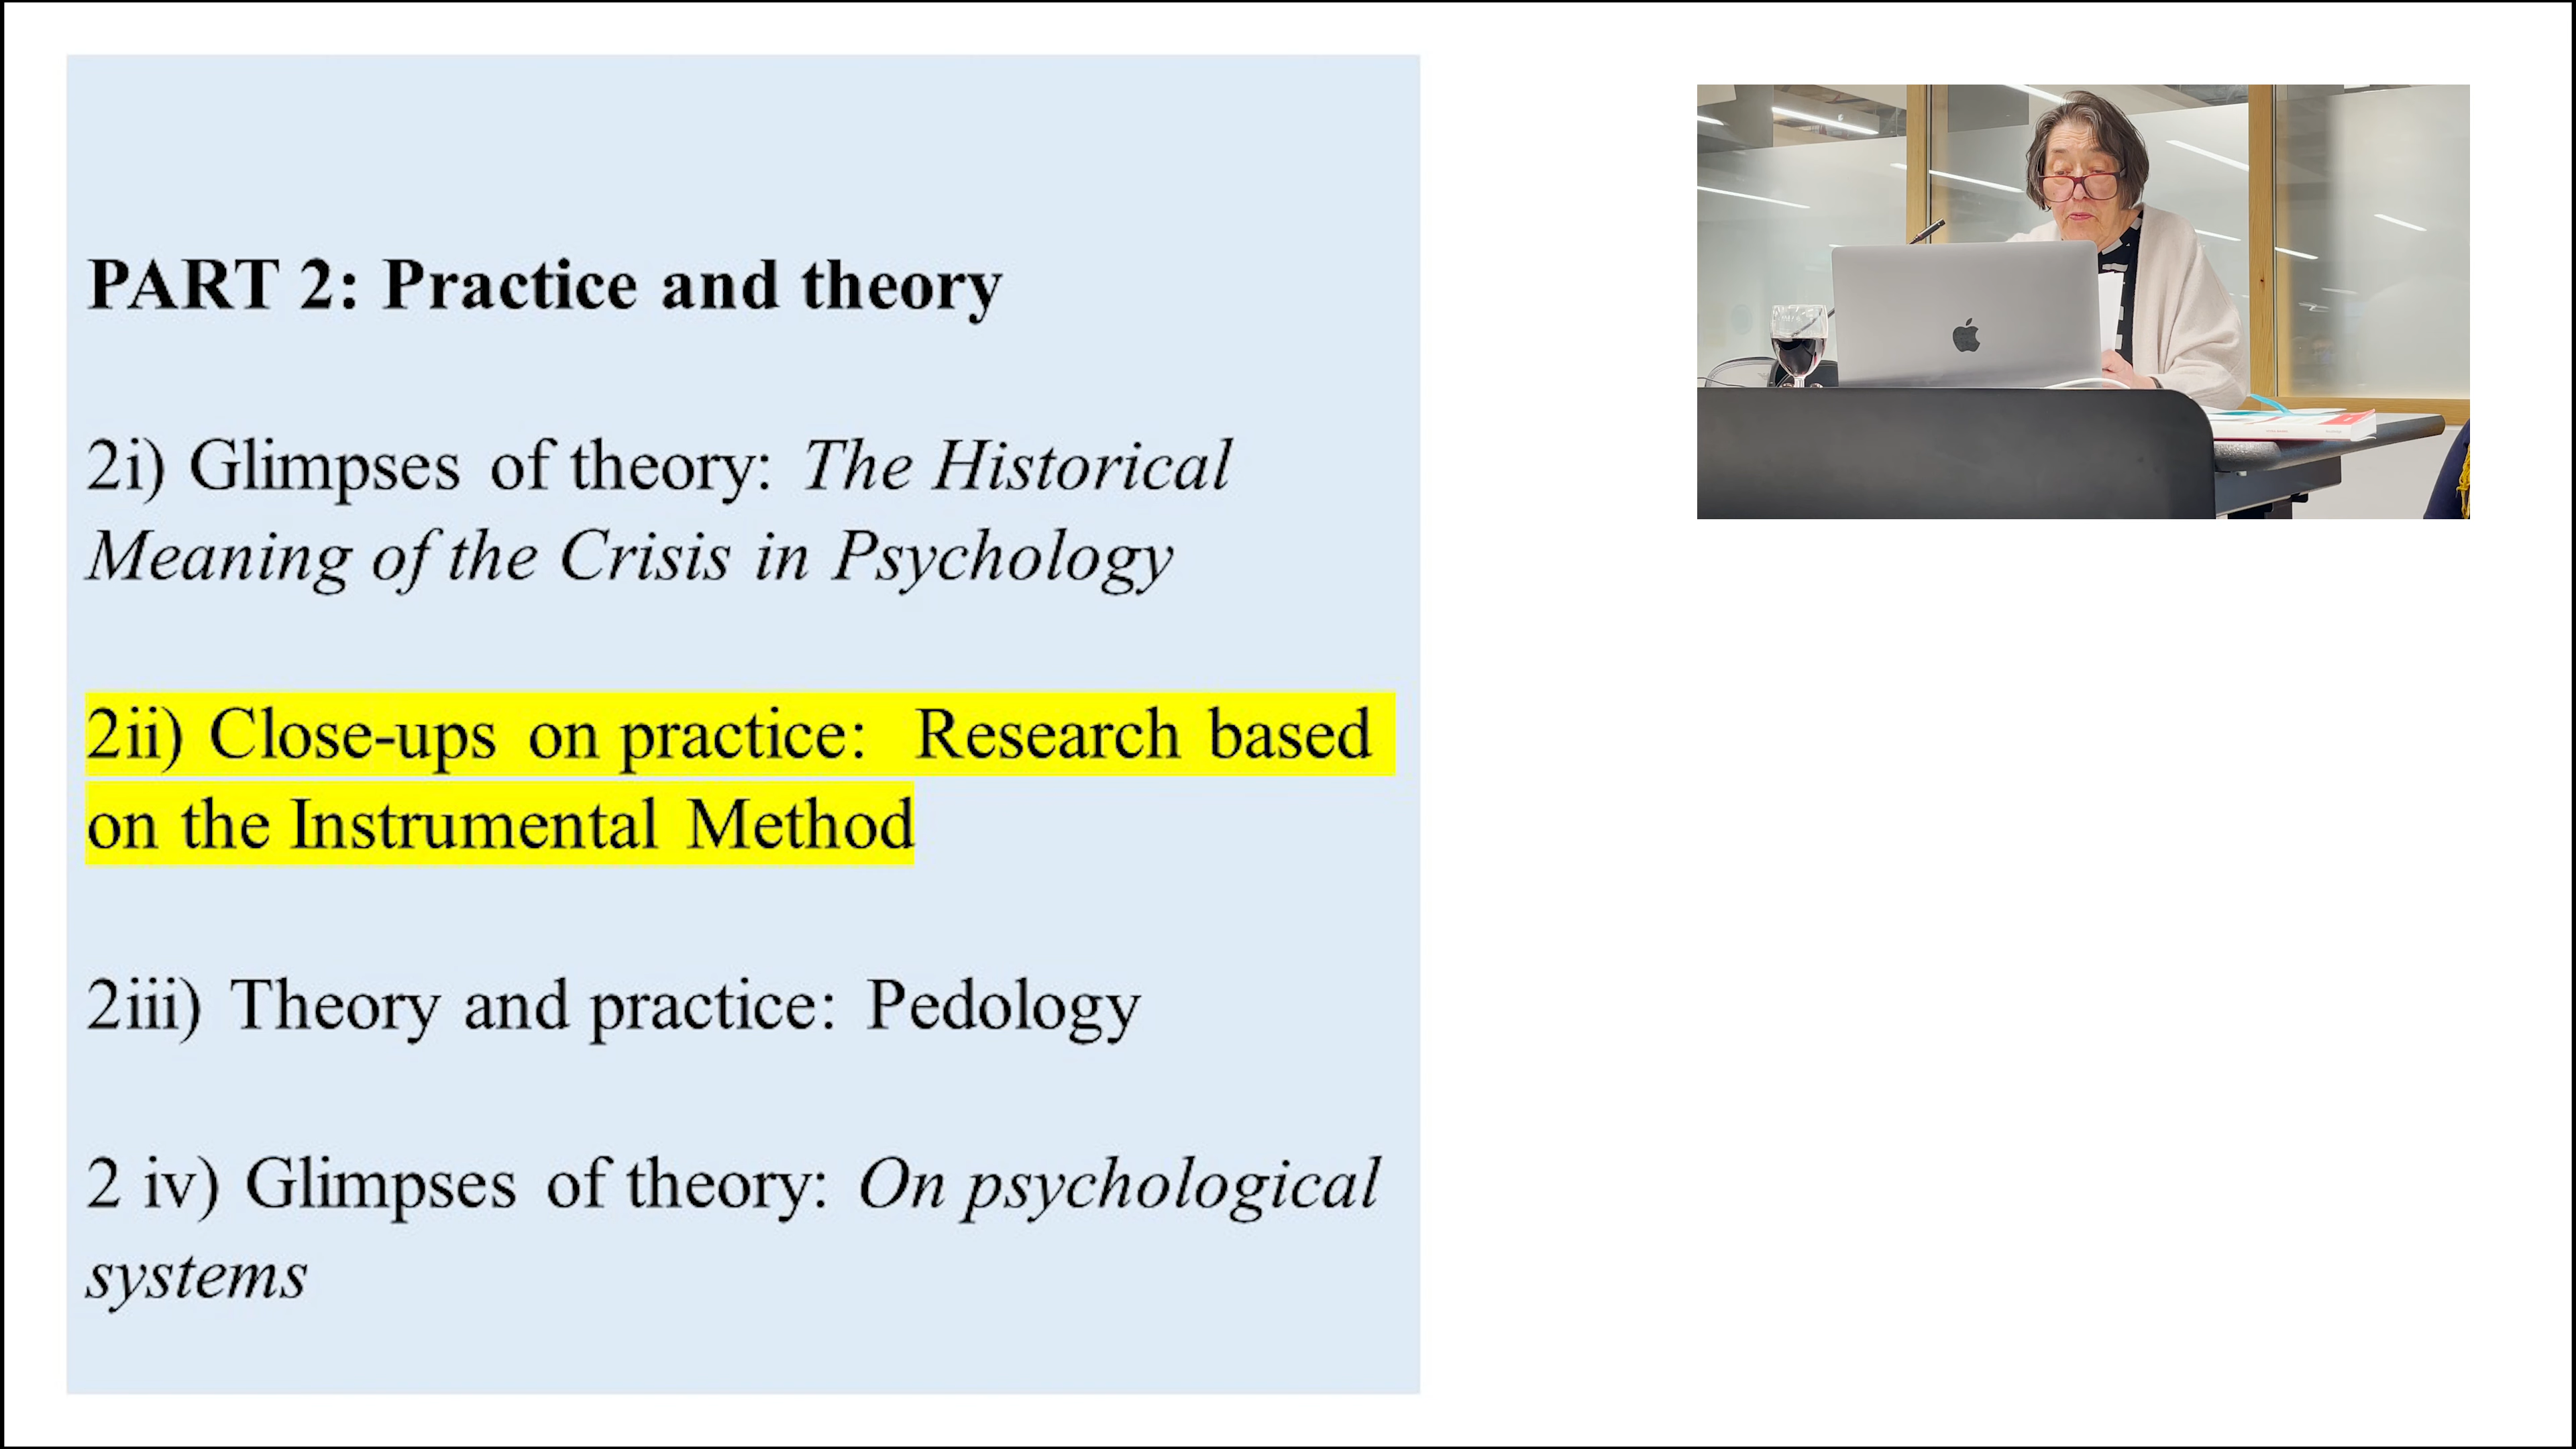 PART 2: Practice and theory
2i) Glimpses of theory: The Historical
Meaning of the Crisis in Psychology
2ii) Close-ups on practice: Research based
on the Instrumental Method
2iii) Theory and practice: Pedology
2 iv) Glimpses of theory: On psychological
systems